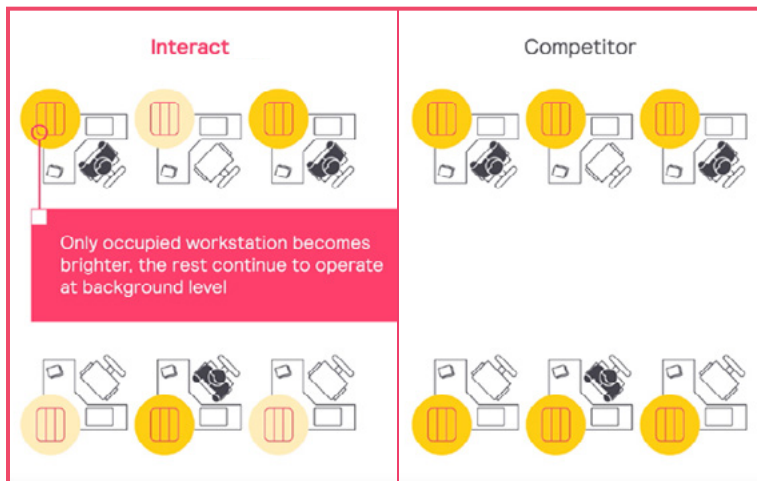 Interact
Competitor
Only occupied workstation becomes
brighter, the rest continue to operate
at background level